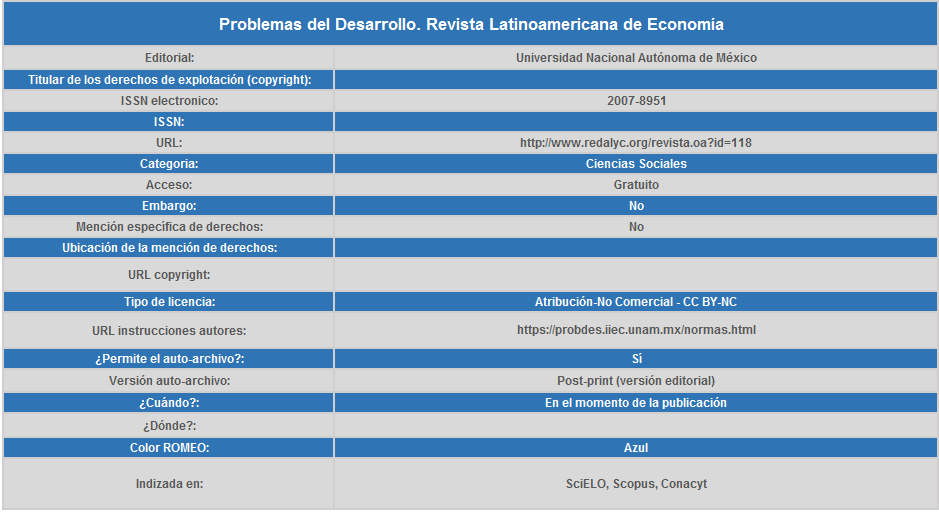 Problemas del Desarrollo. Revista Latinoamericana de Economía
Editorial: Universidad Nacional Autónoma de México
Titular de los derechos de explotación (copyright):
ISSN electronico: 2007-8951
ISSN:
URL: http://www.redalyc.org/revista.oa?id=118
Categoria: Ciencias Sociales
Acceso: Gratuito
Embargo: No
Mención específica de derechos: No
Ubicación de la mención de derechos:
URL copyright:
Tipo de licencia: Atribución-No Comercial - CC BY-NC
URL instrucciones autores: https://probdes.iiec.unam.mx/normas.html
¿Permite el auto-archivo?: Sí
Versión auto-archivo: Post-print (versión editorial)
¿Cuándo?: En el momento de la publicación
¿Dónde?:
Color ROMEO: Azul
Indizada en: SciELO, Scopus, Conacyt